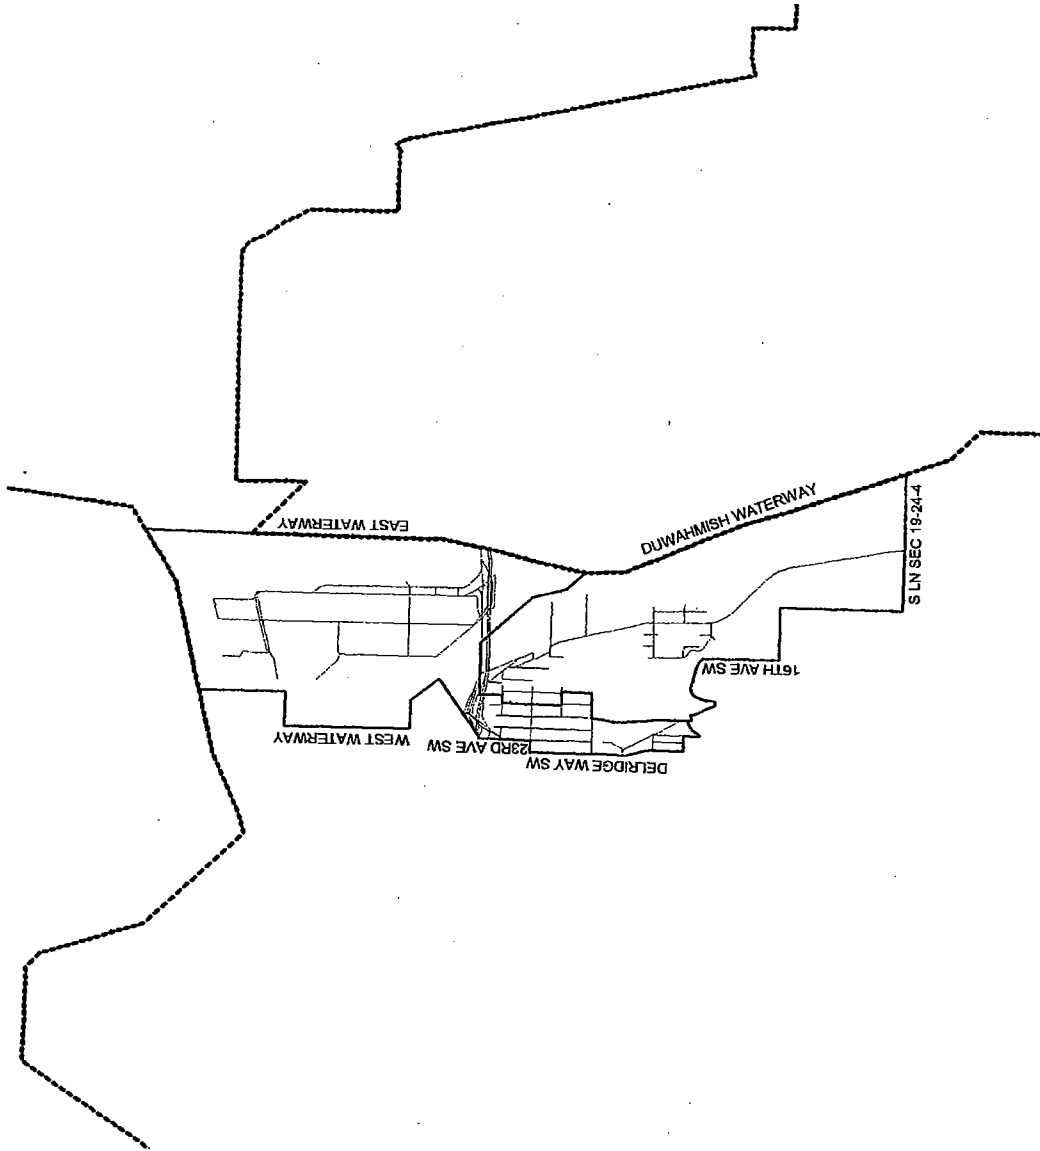 EAST WATERWAY
DUWAHMISH WATERWAY
S LN SEC 19-24-4
16TH AVE SW
WEST WATERWAY
23RD AVE SW
DELRIDGE WAY SW